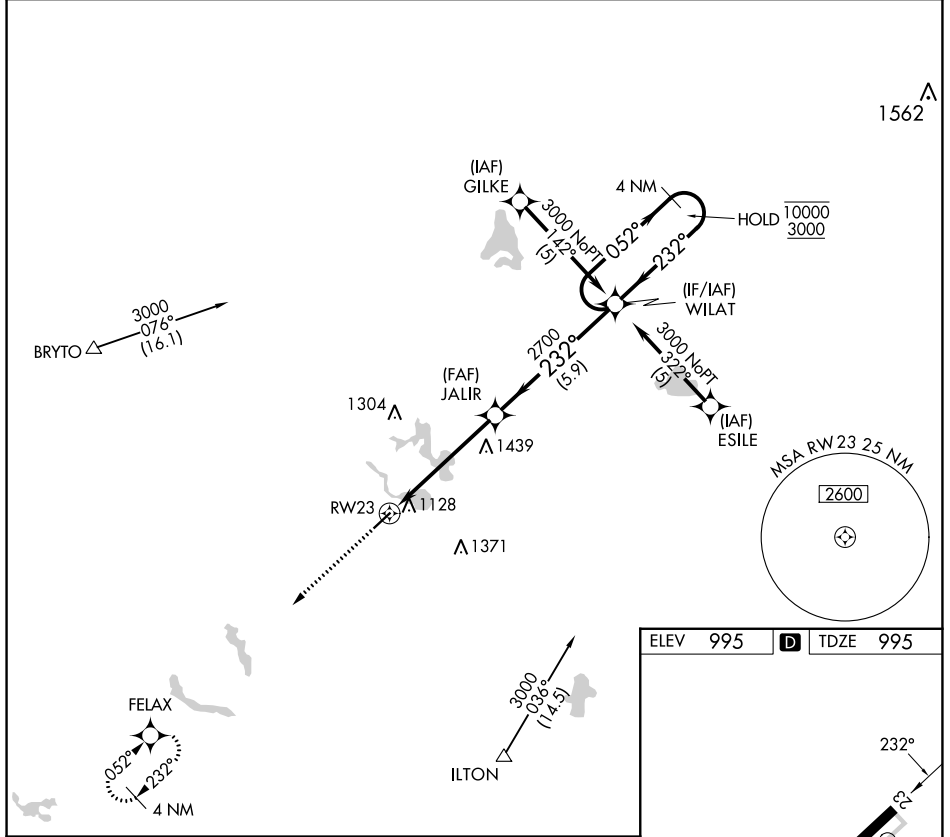 1562
(IAF)
GILKE
4 NM
HOLD 10000
3000
3000 NoPT
142°
(5)
052°
232°
(IF/IAF)
WILAT
3000
076°
(16.1)
BRYTO
2700
232°
(5.9)
3000 NoPT
322°
(5)
(FAF)
JALIR
(IAF)
ESILE
1304
1439
MSA RW 23 25 NM
2600
RW23
1128
1371
ELEV 995 D TDZE 995
3000
036°
(14.5)
ILTON
FELAX
052°
232°
4 NM
232°
23